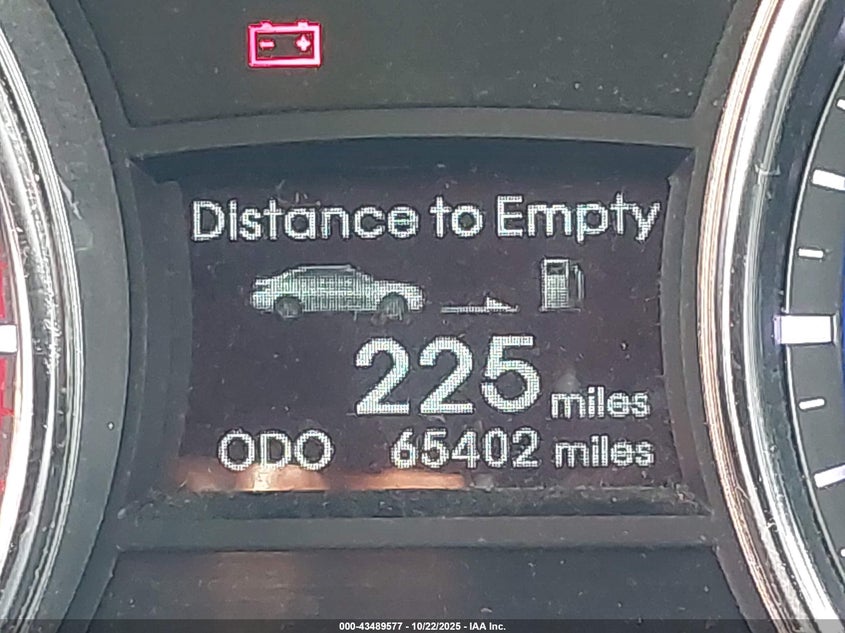 Distance to Empty
225 miles
ODO 65402 miles
000-43489577 - 10/22/2025 - IAA Inc.